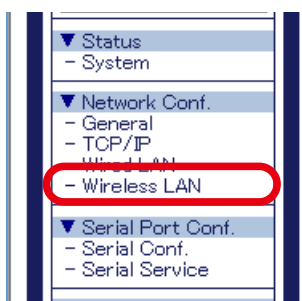 ▼ Status
- System
▼ Network Conf.
- General
- TCP/IP
- Wired LAN
- Wireless LAN
▼ Serial Port Conf.
- Serial Conf.
- Serial Service